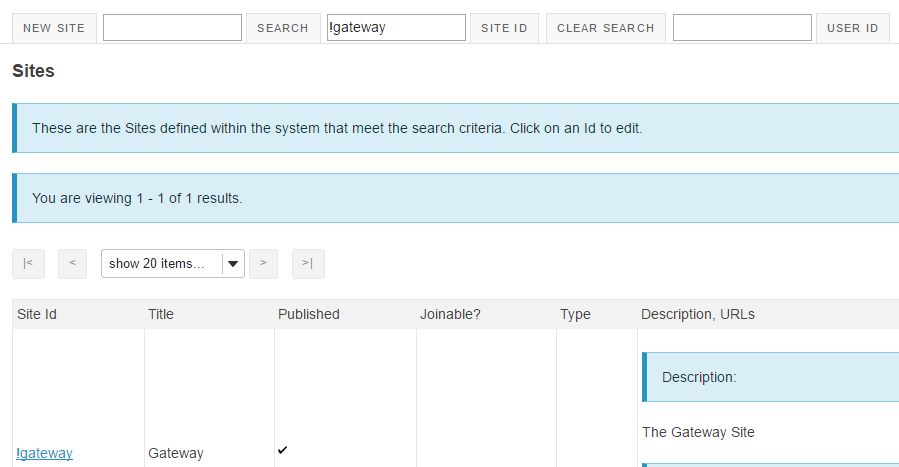 NEW SITE SEARCH !gateway SITE ID CLEAR SEARCH USER ID
Sites
These are the Sites defined within the system that meet the search criteria. Click on an Id to edit.
You are viewing 1 - 1 of 1 results.
|< < show 20 items... > >|
Site Id Title Published Joinable? Type Description, URLs
Description:
The Gateway Site
!gateway Gateway ✓